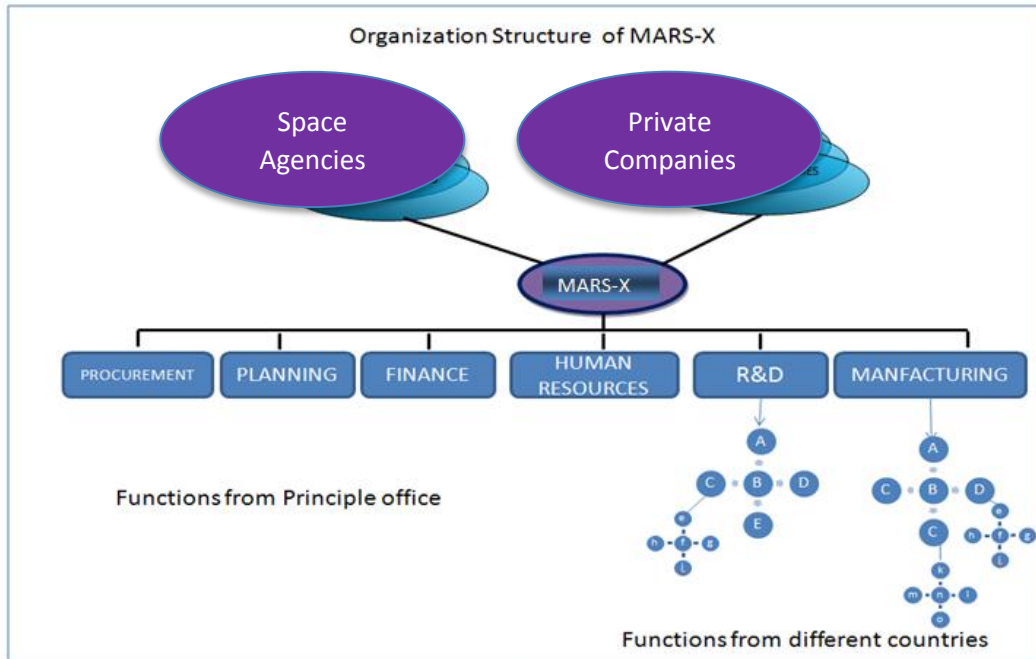 Organization Structure of MARS-X
Space
Agencies
Private
Companies
MARS-X
PROCUREMENT
PLANNING
FINANCE
HUMAN
RESOURCES
R&D
MANFACTURING
A
C B D
E
e
h f g
j
A
C B D
C
e
h f g
j
k
m n l
o
Functions from Principle office
Functions from different countries